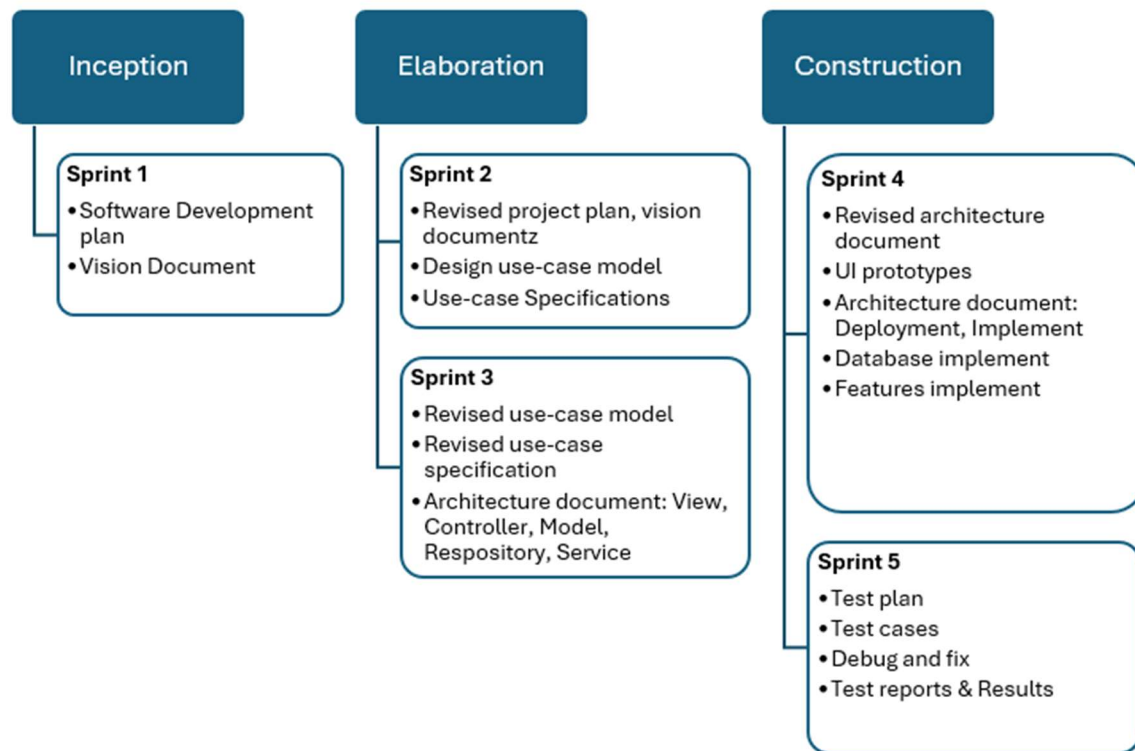 Inception
Sprint 1
•Software Development
plan
•Vision Document
Elaboration
Sprint 2
•Revised project plan, vision
documentz
•Design use-case model
•Use-case Specifications
Sprint 3
•Revised use-case model
•Revised use-case
specification
•Architecture document: View,
Controller, Model,
Respository, Service
Construction
Sprint 4
•Revised architecture
document
•UI prototypes
•Architecture document:
Deployment, Implement
•Database implement
•Features implement
Sprint 5
•Test plan
•Test cases
•Debug and fix
•Test reports & Results